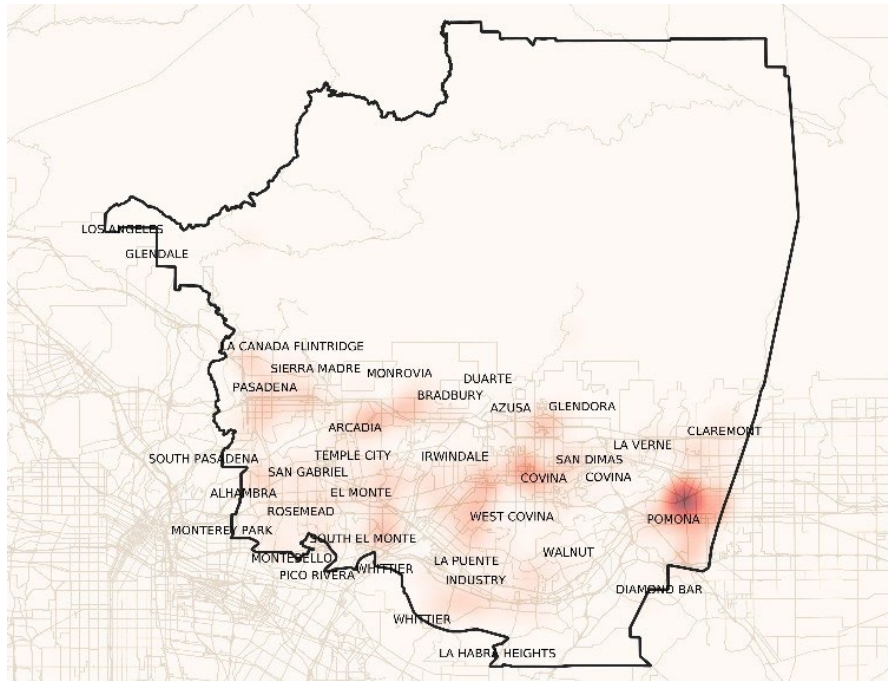 LOS ANGELES
GLENDALE
LA CANADA FLINTRIDGE
SIERRA MADRE
MONROVIA
DUARTE
PASADENA
BRADBURY
AZUSA
GLENDORA
ARCADIA
CLAREMONT
LA VERNE
SOUTH PASADENA
TEMPLE CITY
IRWINDALE
SAN DIMAS
SAN GABRIEL
COVINA
COVINA
ALHAMBRA
EL MONTE
ROSEMEAD
WEST COVINA
POMONA
MONTEREY PARK
SOUTH EL MONTE
WALNUT
MONTEBELLO
LA PUENTE
PICO RIVERA
WHITTIER
INDUSTRY
DIAMOND BAR
WHITTIER
LA HABRA HEIGHTS